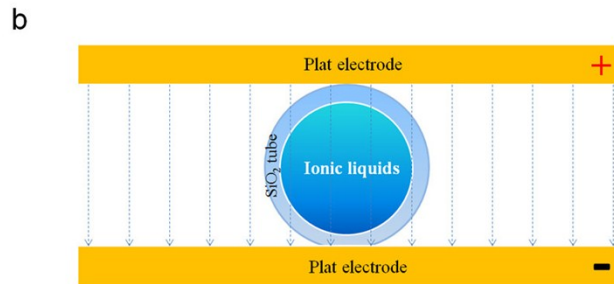 b
Plat electrode +
SiO₂ tube
Ionic liquids
Plat electrode -